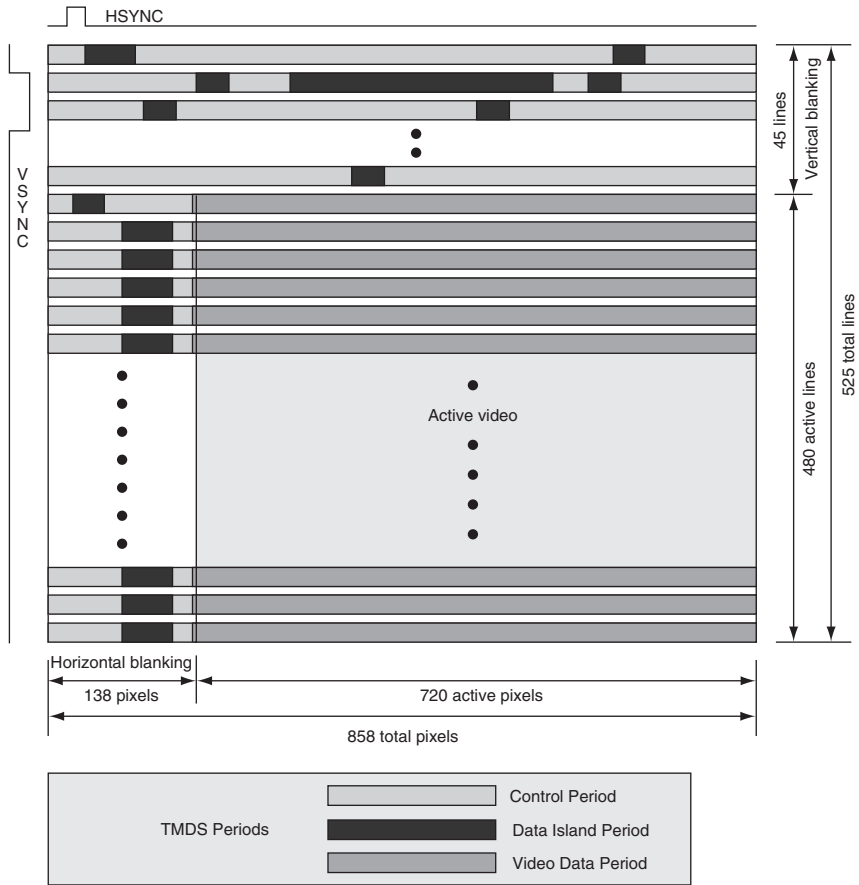 HSYNC
VSYNC
45 lines
Vertical blanking
Active video
480 active lines
525 total lines
Horizontal blanking
138 pixels
720 active pixels
858 total pixels
TMDS Periods
Control Period
Data Island Period
Video Data Period